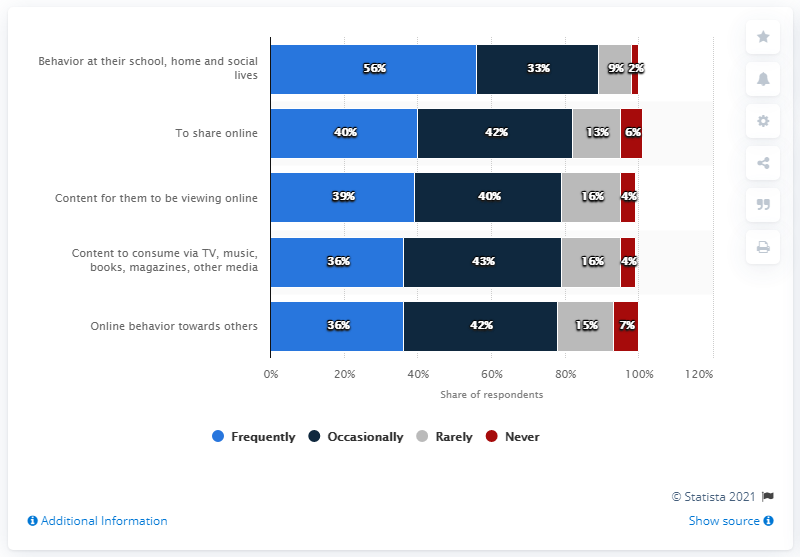 Behavior at their school, home and social
lives
56% 33% 9% 2%
To share online
40% 42% 13% 6%
Content for them to be viewing online
39% 40% 16% 4%
Content to consume via TV, music,
books, magazines, other media
36% 43% 16% 4%
Online behavior towards others
36% 42% 15% 7%
0% 20% 40% 60% 80% 100% 120%
Share of respondents
Frequently Occasionally Rarely Never
© Statista 2021
Additional Information Show source